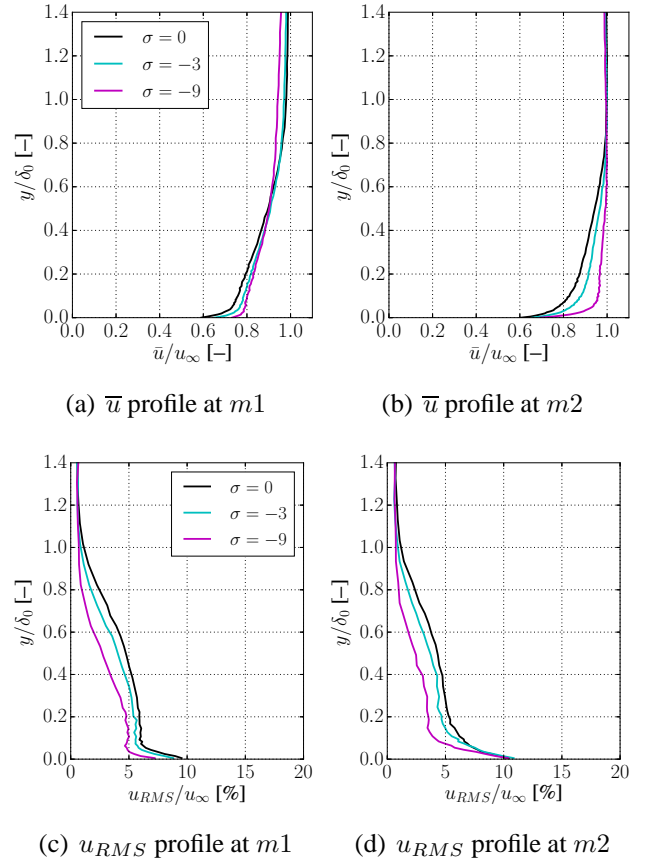 1.4
1.2
1.0
0.8
0.6
0.4
0.2
0.0
y/δ₀ [–]
σ = 0
σ = −3
σ = −9
0.0 0.2 0.4 0.6 0.8 1.0
ū/u∞ [–]
(a) u̅ profile at m1
1.4
1.2
1.0
0.8
0.6
0.4
0.2
0.0
y/δ₀ [–]
0.0 0.2 0.4 0.6 0.8 1.0
ū/u∞ [–]
(b) u̅ profile at m2
1.4
1.2
1.0
0.8
0.6
0.4
0.2
0.0
y/δ₀ [–]
σ = 0
σ = −3
σ = −9
0 5 10 15 20
u_RMS/u∞ [%]
(c) u_RMS profile at m1
1.4
1.2
1.0
0.8
0.6
0.4
0.2
0.0
y/δ₀ [–]
0 5 10 15 20
u_RMS/u∞ [%]
(d) u_RMS profile at m2